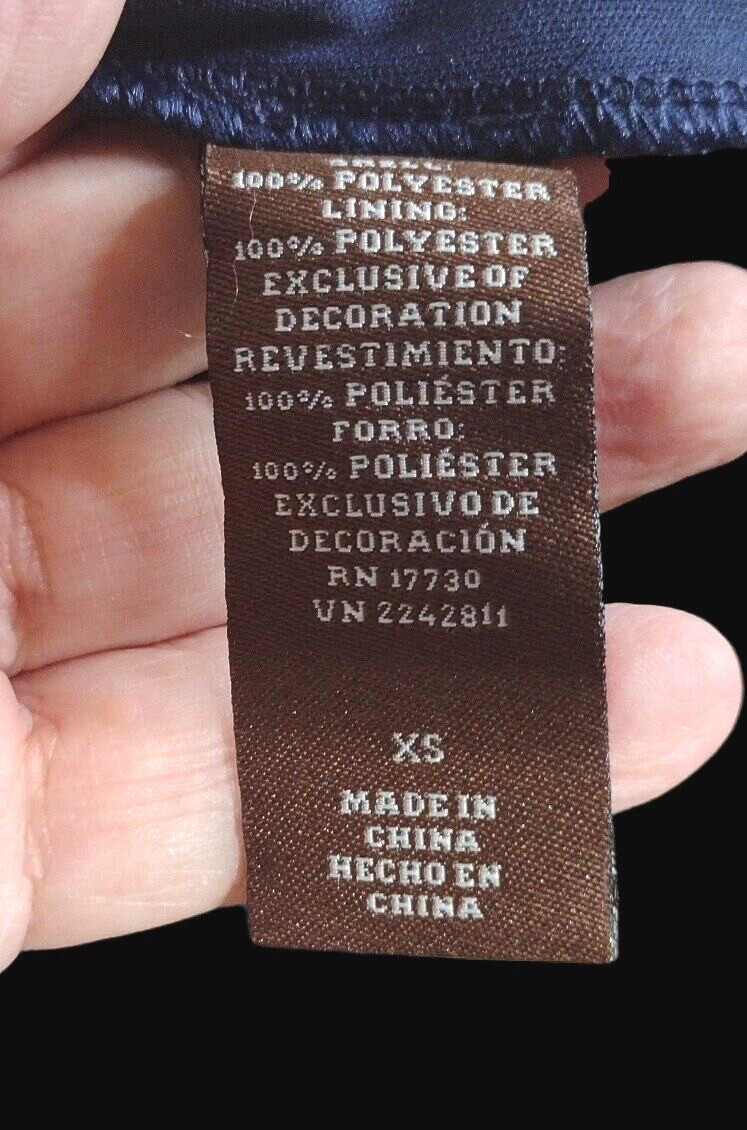 100% POLYESTER
LINING:
100% POLYESTER
EXCLUSIVE OF
DECORATION
REVESTIMIENTO:
100% POLIÉSTER
FORRO:
100% POLIÉSTER
EXCLUSIVO DE
DECORACIÓN
RN 17730
VN 2242811
XS
MADE IN
CHINA
HECHO EN
CHINA